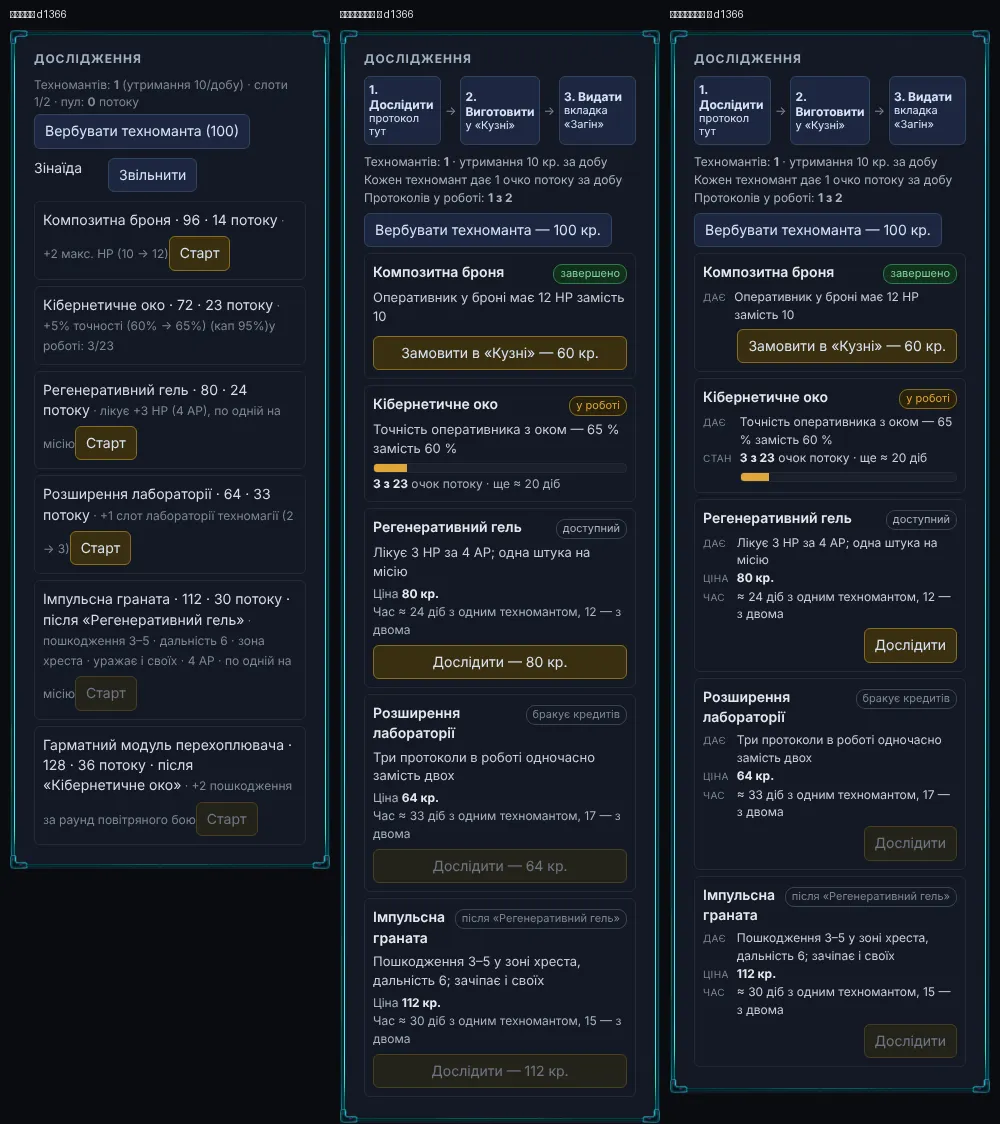 d1366
ДОСЛІДЖЕННЯ
Техномантів: 1 (утримання 10/добу) · слоти
1/2 · пул: 0 потоку
Вербувати техноманта (100)
Зінаїда
Звільнити
Композитна броня · 96 · 14 потоку ·
+2 макс. HP (10 → 12)
Старт
Кібернетичне око · 72 · 23 потоку ·
+5% точності (60% → 65%) (кап 95%)у
роботі: 3/23
Регенеративний гель · 80 · 24
потоку · лікує +3 HP (4 AP), по одній на
місію
Старт
Розширення лабораторії · 64 · 33
потоку · +1 слот лабораторії техномагії (2
→ 3)
Старт
Імпульсна граната · 112 · 30 потоку ·
після «Регенеративний гель» ·
пошкодження 3–5 · дальність 6 · зона
хреста · уражає і своїх · 4 AP · по одній на
місію
Старт
Гарматний модуль перехоплювача ·
128 · 36 потоку · після
«Кібернетичне око» · +2 пошкодження
за раунд повітряного бою
Старт
d1366
ДОСЛІДЖЕННЯ
1.
Дослідити
протокол
тут
→
2.
Виготовити
у «Кузні»
→
3. Видати
вкладка
«Загін»
Техномантів: 1 · утримання 10 кр. за добу
Кожен техномант дає 1 очко потоку за добу
Протоколів у роботі: 1 з 2
Вербувати техноманта — 100 кр.
Композитна броня
завершено
Оперативник у броні має 12 HP замість
10
Замовити в «Кузні» — 60 кр.
Кібернетичне око
у роботі
Точність оперативника з оком — 65 %
замість 60 %
3 з 23 очок потоку · ще ≈ 20 діб
Регенеративний гель
доступний
Лікує 3 HP за 4 AP; одна штука на
місію
Ціна 80 кр.
Час ≈ 24 діб з одним техномантом, 12 — з
двома
Дослідити — 80 кр.
Розширення
лабораторії
бракує кредитів
Три протоколи в роботі одночасно
замість двох
Ціна 64 кр.
Час ≈ 33 діб з одним техномантом, 17 — з
двома
Дослідити — 64 кр.
Імпульсна
граната
після «Регенеративний гель»
Пошкодження 3–5 у зоні хреста,
дальність 6; зачіпає і своїх
Ціна 112 кр.
Час ≈ 30 діб з одним техномантом, 15 — з
двома
Дослідити — 112 кр.
d1366
ДОСЛІДЖЕННЯ
1.
Дослідити
протокол
тут
→
2.
Виготовити
у «Кузні»
→
3. Видати
вкладка
«Загін»
Техномантів: 1 · утримання 10 кр. за добу
Кожен техномант дає 1 очко потоку за добу
Протоколів у роботі: 1 з 2
Вербувати техноманта — 100 кр.
Композитна броня
завершено
ДАЄ Оперативник у броні має 12 HP
замість 10
Замовити в «Кузні» — 60 кр.
Кібернетичне око
у роботі
ДАЄ Точність оперативника з оком — 65
% замість 60 %
СТАН 3 з 23 очок потоку · ще ≈ 20 діб
Регенеративний гель
доступний
ДАЄ Лікує 3 HP за 4 AP; одна штука на
місію
ЦІНА 80 кр.
ЧАС ≈ 24 діб з одним техномантом, 12 —
з двома
Дослідити
Розширення
лабораторії
бракує кредитів
ДАЄ Три протоколи в роботі одночасно
замість двох
ЦІНА 64 кр.
ЧАС ≈ 33 діб з одним техномантом, 17 —
з двома
Дослідити
Імпульсна
граната
після «Регенеративний гель»
ДАЄ Пошкодження 3–5 у зоні хреста,
дальність 6; зачіпає і своїх
ЦІНА 112 кр.
ЧАС ≈ 30 діб з одним техномантом, 15 —
з двома
Дослідити